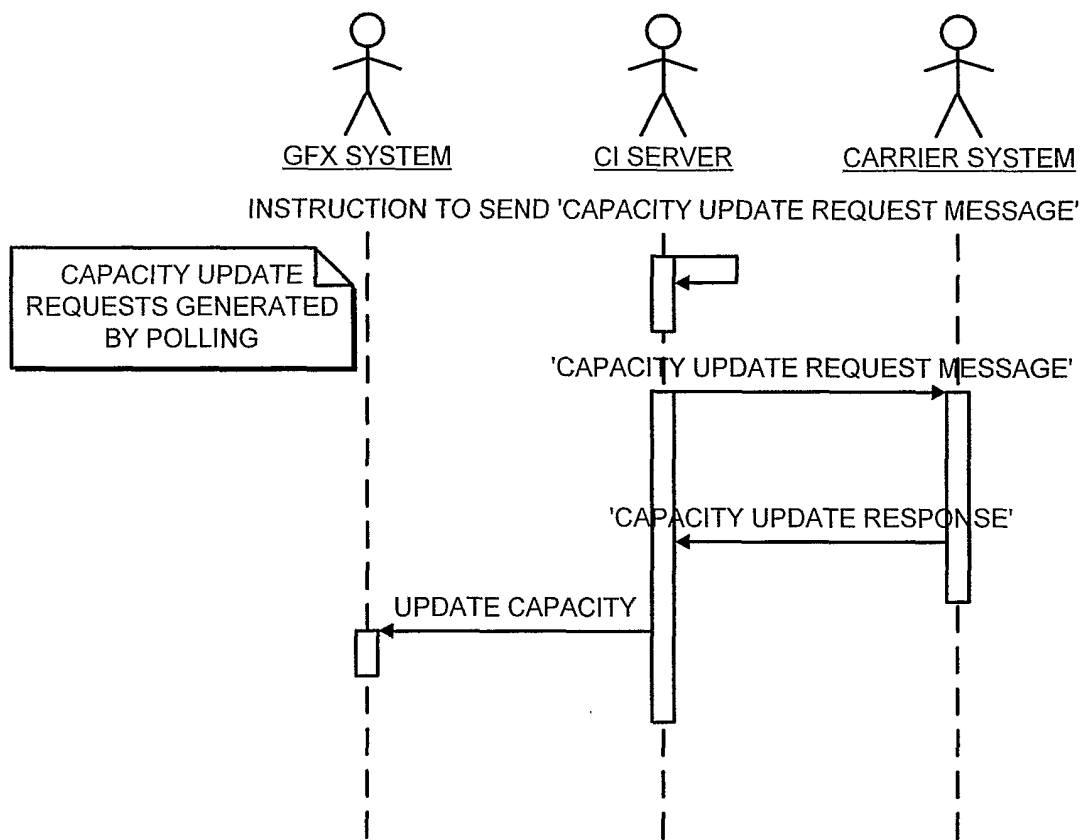 GFX SYSTEM
CI SERVER
CARRIER SYSTEM
INSTRUCTION TO SEND 'CAPACITY UPDATE REQUEST MESSAGE'
CAPACITY UPDATE
REQUESTS GENERATED
BY POLLING
'CAPACITY UPDATE REQUEST MESSAGE'
'CAPACITY UPDATE RESPONSE'
UPDATE CAPACITY